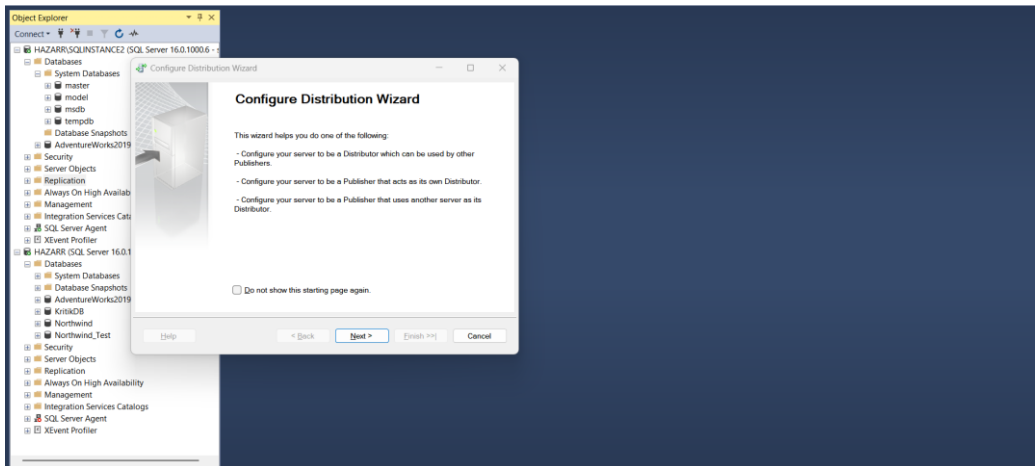 Object Explorer
Connect
HAZARR\SQLINSTANCE2 (SQL Server 16.0.1000.6 - s
Databases
System Databases
master
model
msdb
tempdb
Database Snapshots
AdventureWorks2019
Security
Server Objects
Replication
Always On High Availab
Management
Integration Services Cata
SQL Server Agent
XEvent Profiler
HAZARR (SQL Server 16.0.1
Databases
System Databases
Database Snapshots
AdventureWorks2019
KritikDB
Northwind
Northwind_Test
Security
Server Objects
Replication
Always On High Availability
Management
Integration Services Catalogs
SQL Server Agent
XEvent Profiler
Configure Distribution Wizard
Configure Distribution Wizard
This wizard helps you do one of the following:
- Configure your server to be a Distributor which can be used by other
Publishers.
- Configure your server to be a Publisher that acts as its own Distributor.
- Configure your server to be a Publisher that uses another server as its
Distributor.
Do not show this starting page again.
Help
< Back
Next >
Finish >>|
Cancel